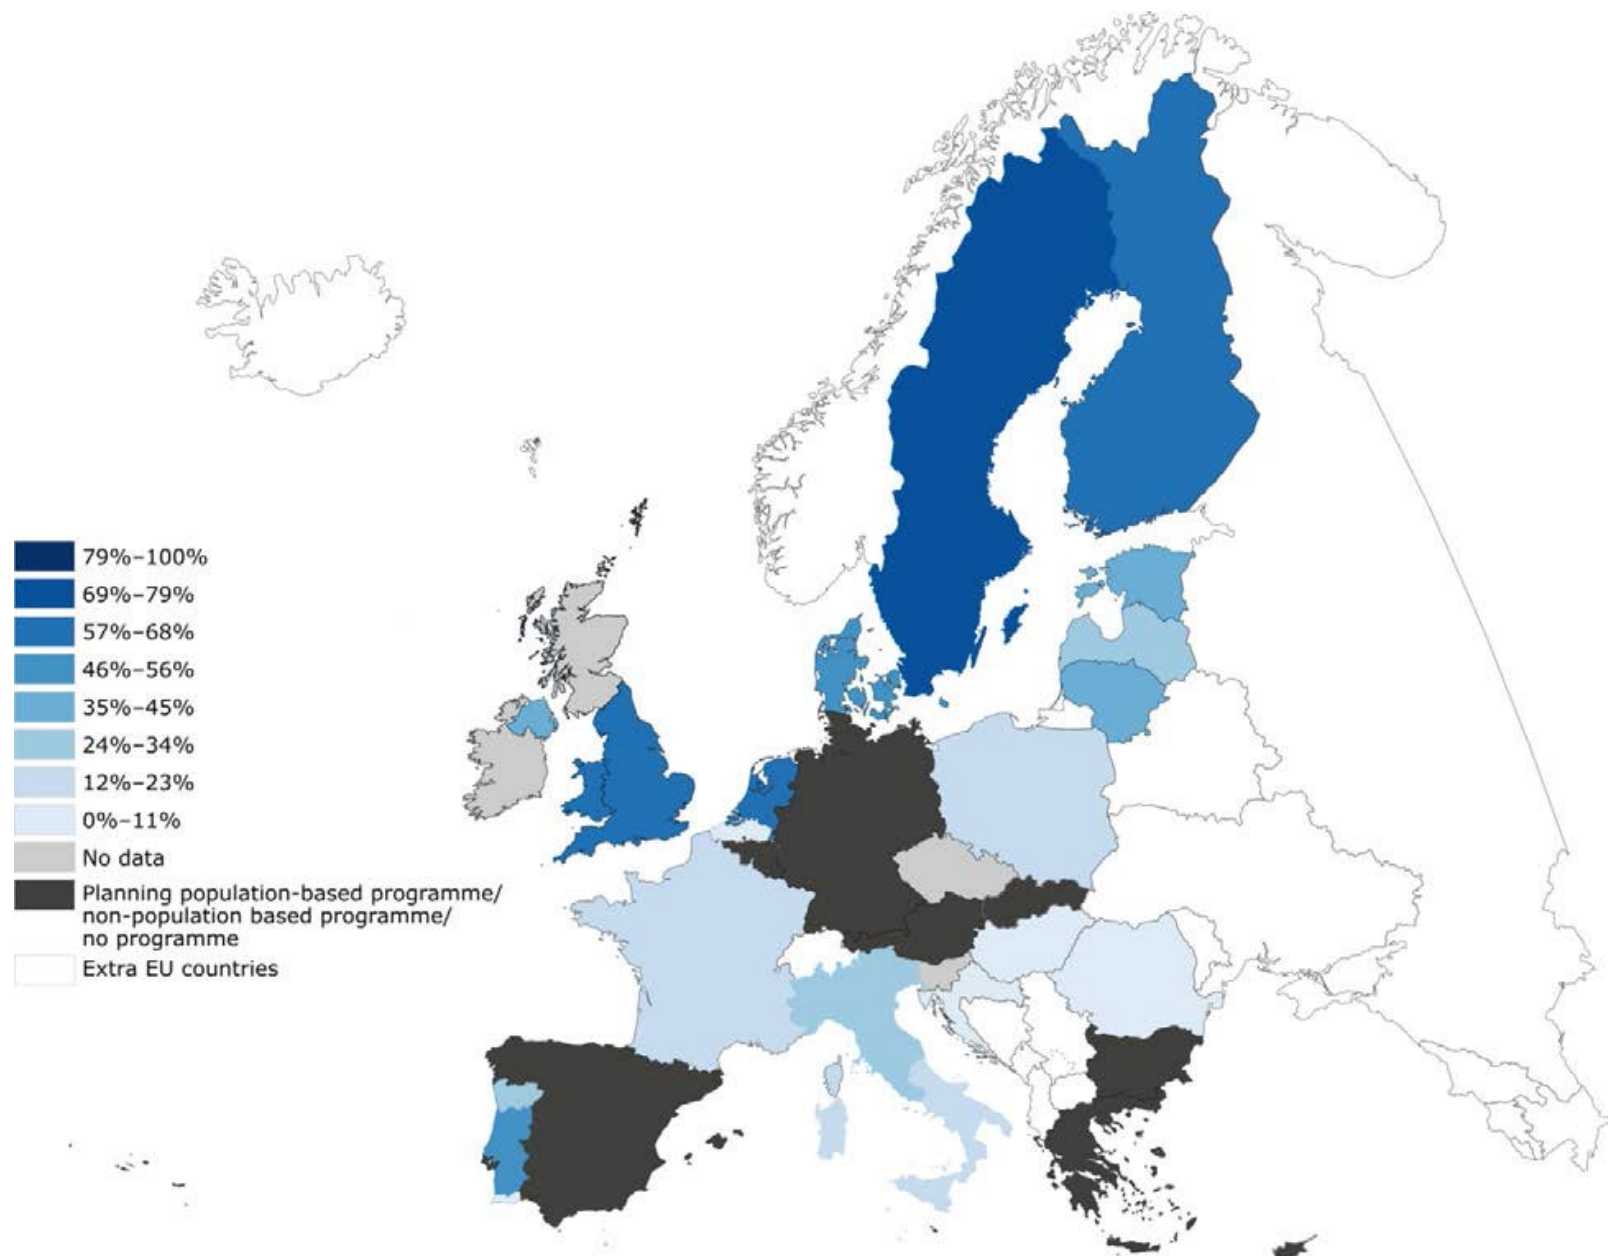 79%–100%
69%–79%
57%–68%
46%–56%
35%–45%
24%–34%
12%–23%
0%–11%
No data
Planning population-based programme/
non-population based programme/
no programme
Extra EU countries